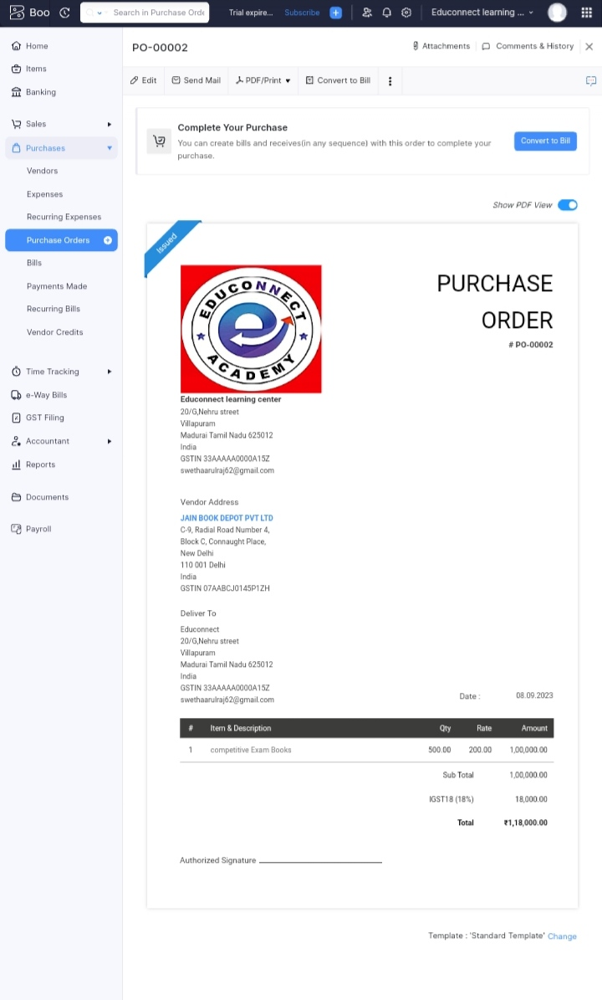 Boo
Search in Purchase Orde
Trial expire...
Subscribe
Educonnect learning ...
Home
Items
Banking
Sales
Purchases
Vendors
Expenses
Recurring Expenses
Purchase Orders
Bills
Payments Made
Recurring Bills
Vendor Credits
Time Tracking
e-Way Bills
GST Filing
Accountant
Reports
Documents
Payroll
PO-00002
Attachments
Comments & History
Edit
Send Mail
PDF/Print
Convert to Bill
Complete Your Purchase
You can create bills and receives(in any sequence) with this order to complete your
purchase.
Convert to Bill
Show PDF View
Issued
EDUCONNECT
ACADEMY
PURCHASE
ORDER
# PO-00002
Educonnect learning center
20/G,Nehru street
Villapuram
Madurai Tamil Nadu 625012
India
GSTIN 33AAAAA0000A15Z
swethaarulraj62@gmail.com
Vendor Address
JAIN BOOK DEPOT PVT LTD
C-9, Radial Road Number 4,
Block C, Connaught Place,
New Delhi
110 001 Delhi
India
GSTIN 07AABCJ0145P1ZH
Deliver To
Educonnect
20/G,Nehru street
Villapuram
Madurai Tamil Nadu 625012
India
GSTIN 33AAAAA0000A15Z
swethaarulraj62@gmail.com
Date : 08.09.2023
# Item & Description Qty Rate Amount
1 competitive Exam Books 500.00 200.00 1,00,000.00
Sub Total 1,00,000.00
IGST18 (18%) 18,000.00
Total ₹1,18,000.00
Authorized Signature
Template : 'Standard Template' Change